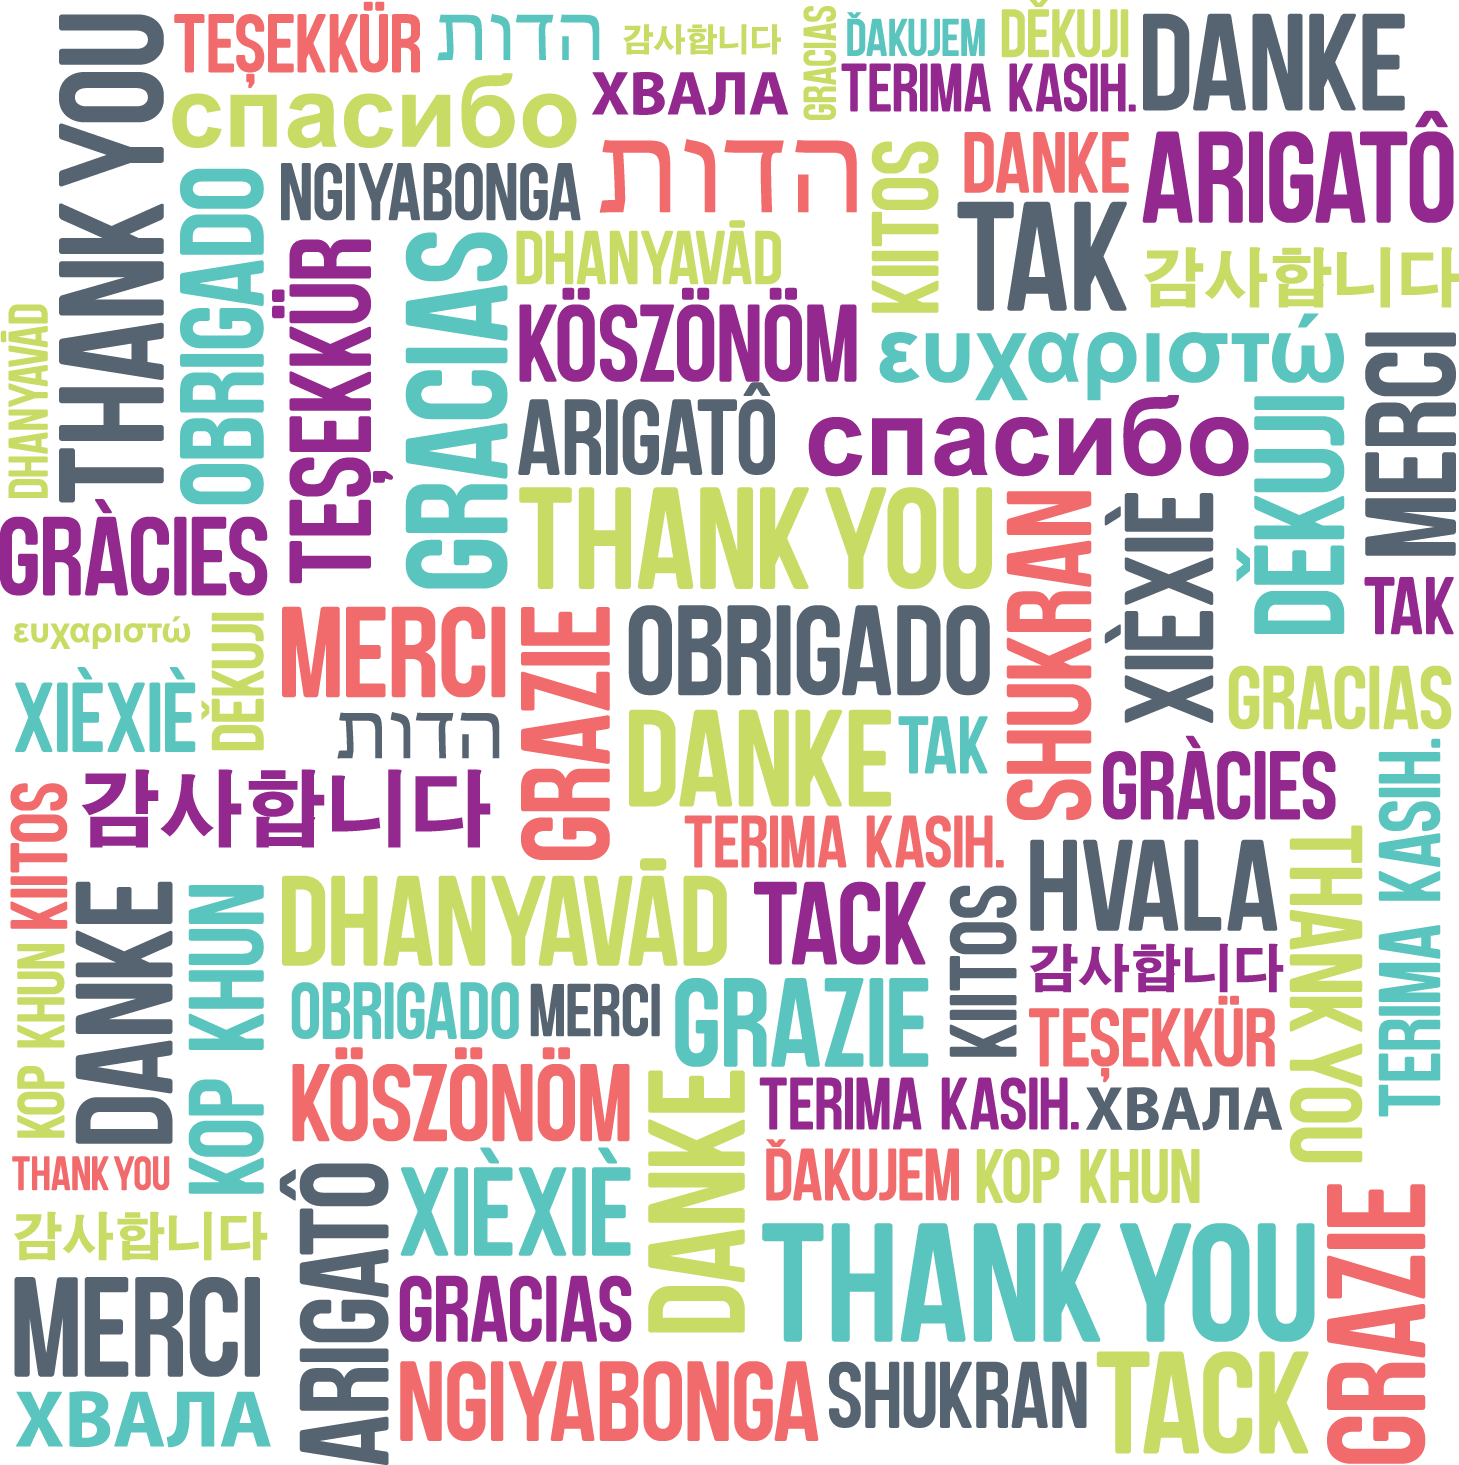 THANK YOU
TEŞEKKÜR
הדות
감사합니다
GRACIAS
ĎAKUJEM
DĚKUJI
DANKE
ХВАЛА
TERIMA KASIH.
спасибо
OBRIGADO
NGIYABONGA
הדות
KIITOS
DANKE
ARIGATÔ
TAK
TEŞEKKÜR
GRACIAS
DHANYAVĀD
감사합니다
KÖSZÖNÖM
DHANYAVĀD
ευχαριστώ
MERCI
ARIGATÔ
спасибо
DĚKUJI
GRÀCIES
THANK YOU
SHUKRAN
XIÈXIÈ
TAK
ευχαριστώ
DĚKUJI
MERCI
GRAZIE
OBRIGADO
XIÈXIÈ
GRACIAS
הדות
DANKE
TAK
GRÀCIES
TERIMA KASIH.
KIITOS
감사합니다
TERIMA KASIH.
HVALA
THANK YOU
DANKE
KOP KHUN
DHANYAVĀD
TACK
KIITOS
감사합니다
KOP KHUN
OBRIGADO
MERCI
GRAZIE
TEŞEKKÜR
KÖSZÖNÖM
DANKE
TERIMA KASIH.
ХВАЛА
THANK YOU
ARIGATÔ
XIÈXIÈ
ĎAKUJEM
KOP KHUN
GRAZIE
감사합니다
THANK YOU
MERCI
GRACIAS
NGIYABONGA
SHUKRAN
TACK
ХВАЛА